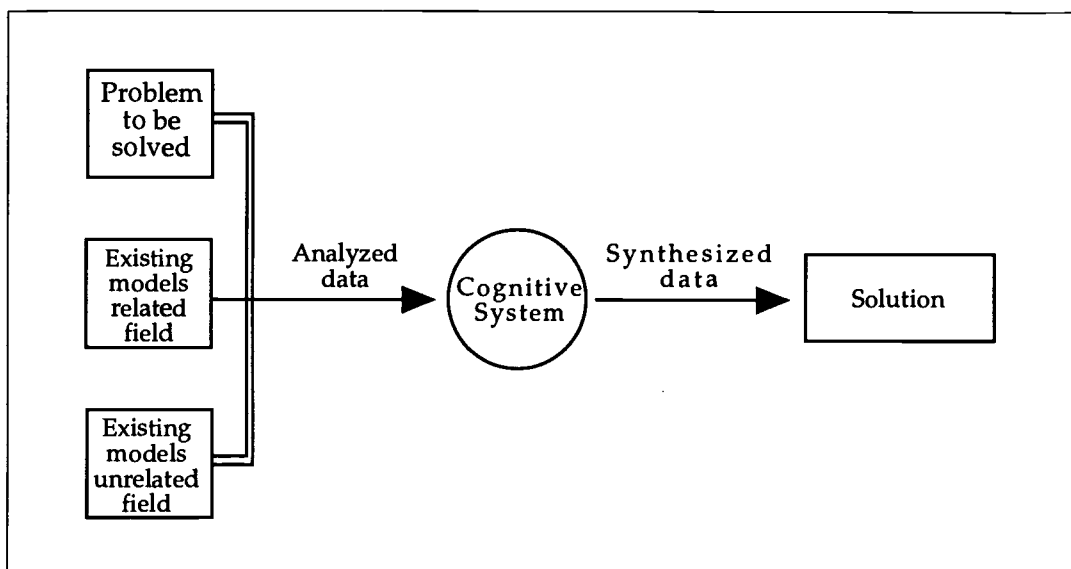 Problem
to be
solved
Existing
models
related
field
Existing
models
unrelated
field
Analyzed
data
Cognitive
System
Synthesized
data
Solution